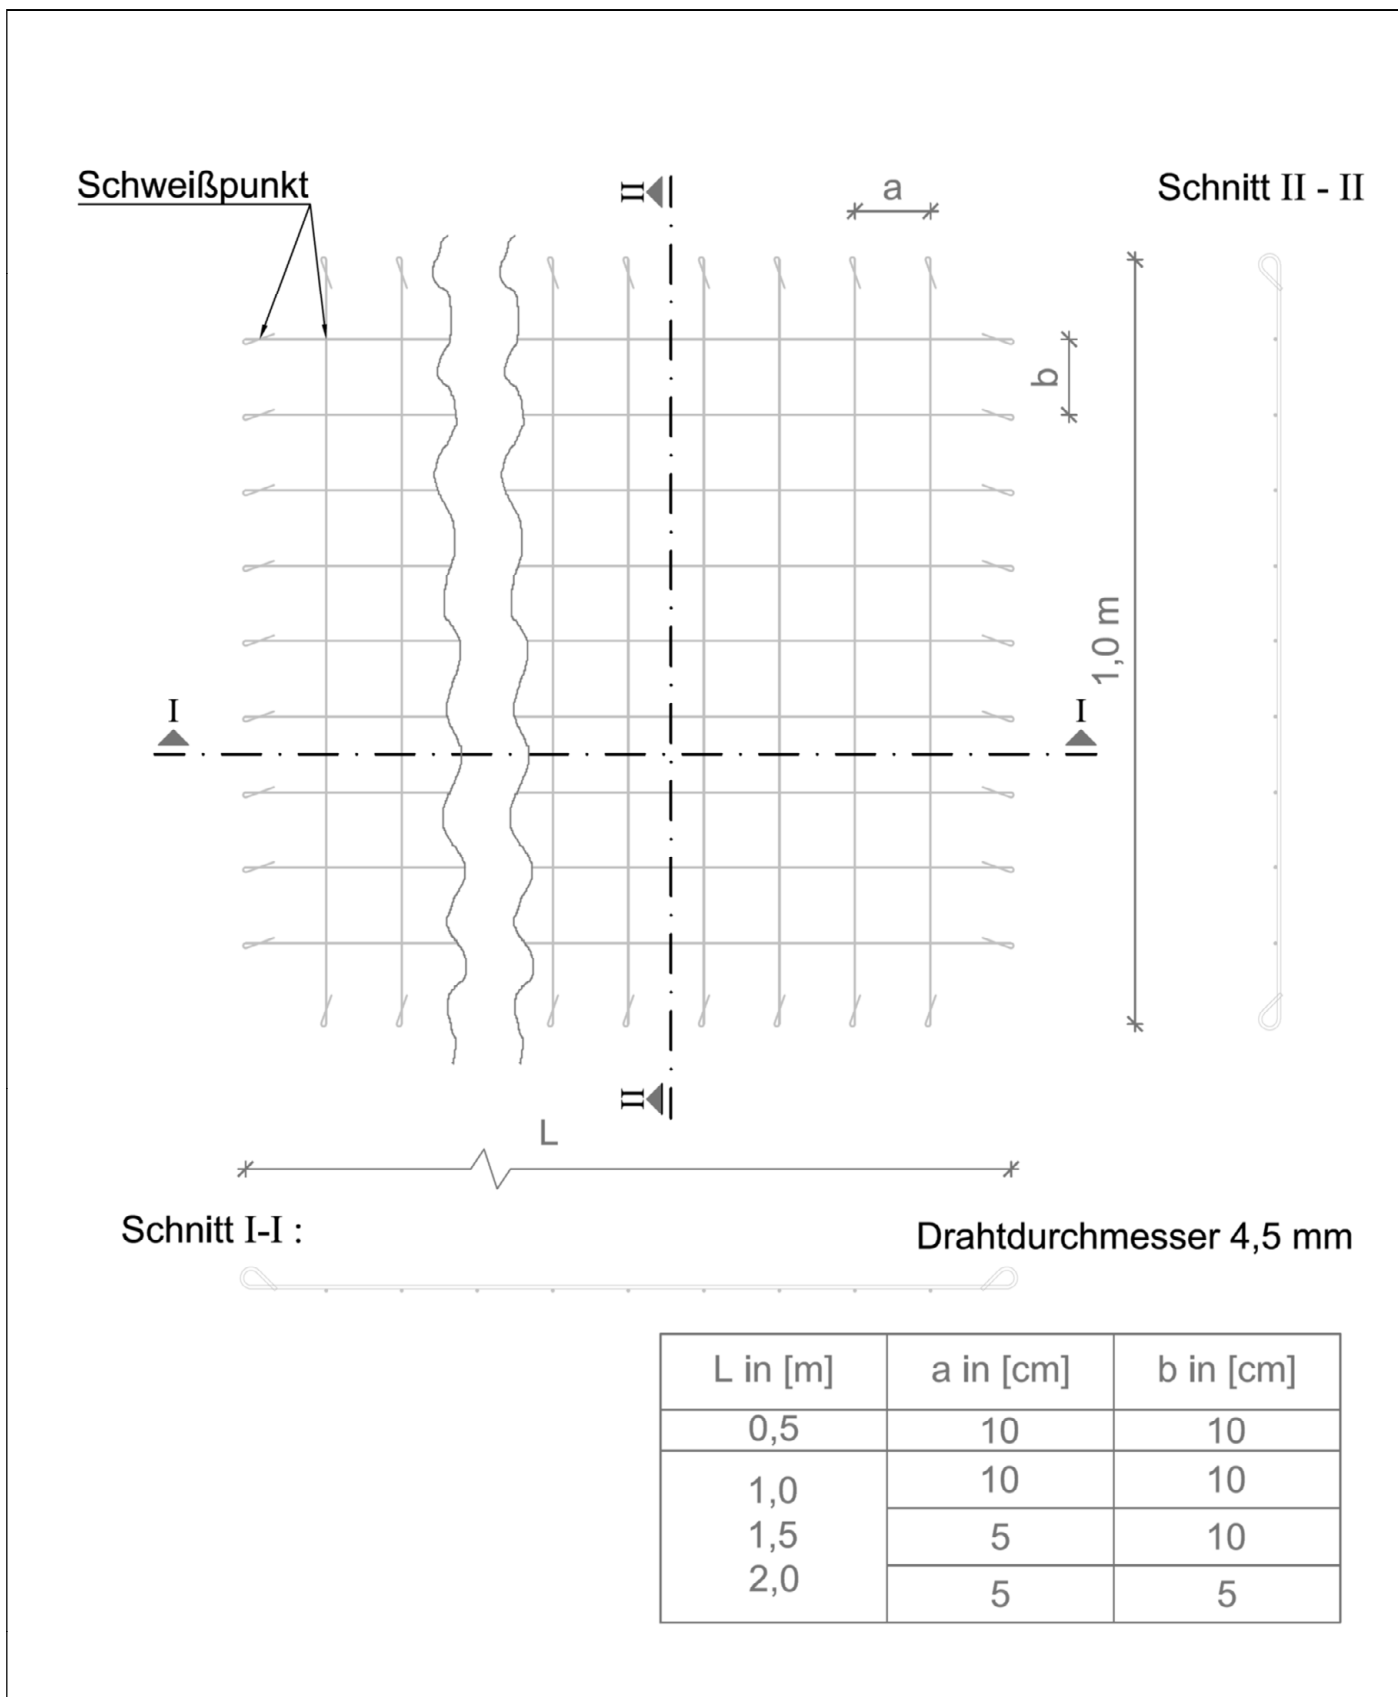 Schweißpunkt
II
a
Schnitt II - II
b
1,0 m
I
I
II
L
Schnitt I-I :
Drahtdurchmesser 4,5 mm
L in [m] a in [cm] b in [cm]
0,5 10 10
1,0 10 10
1,5 5 10
2,0 5 5